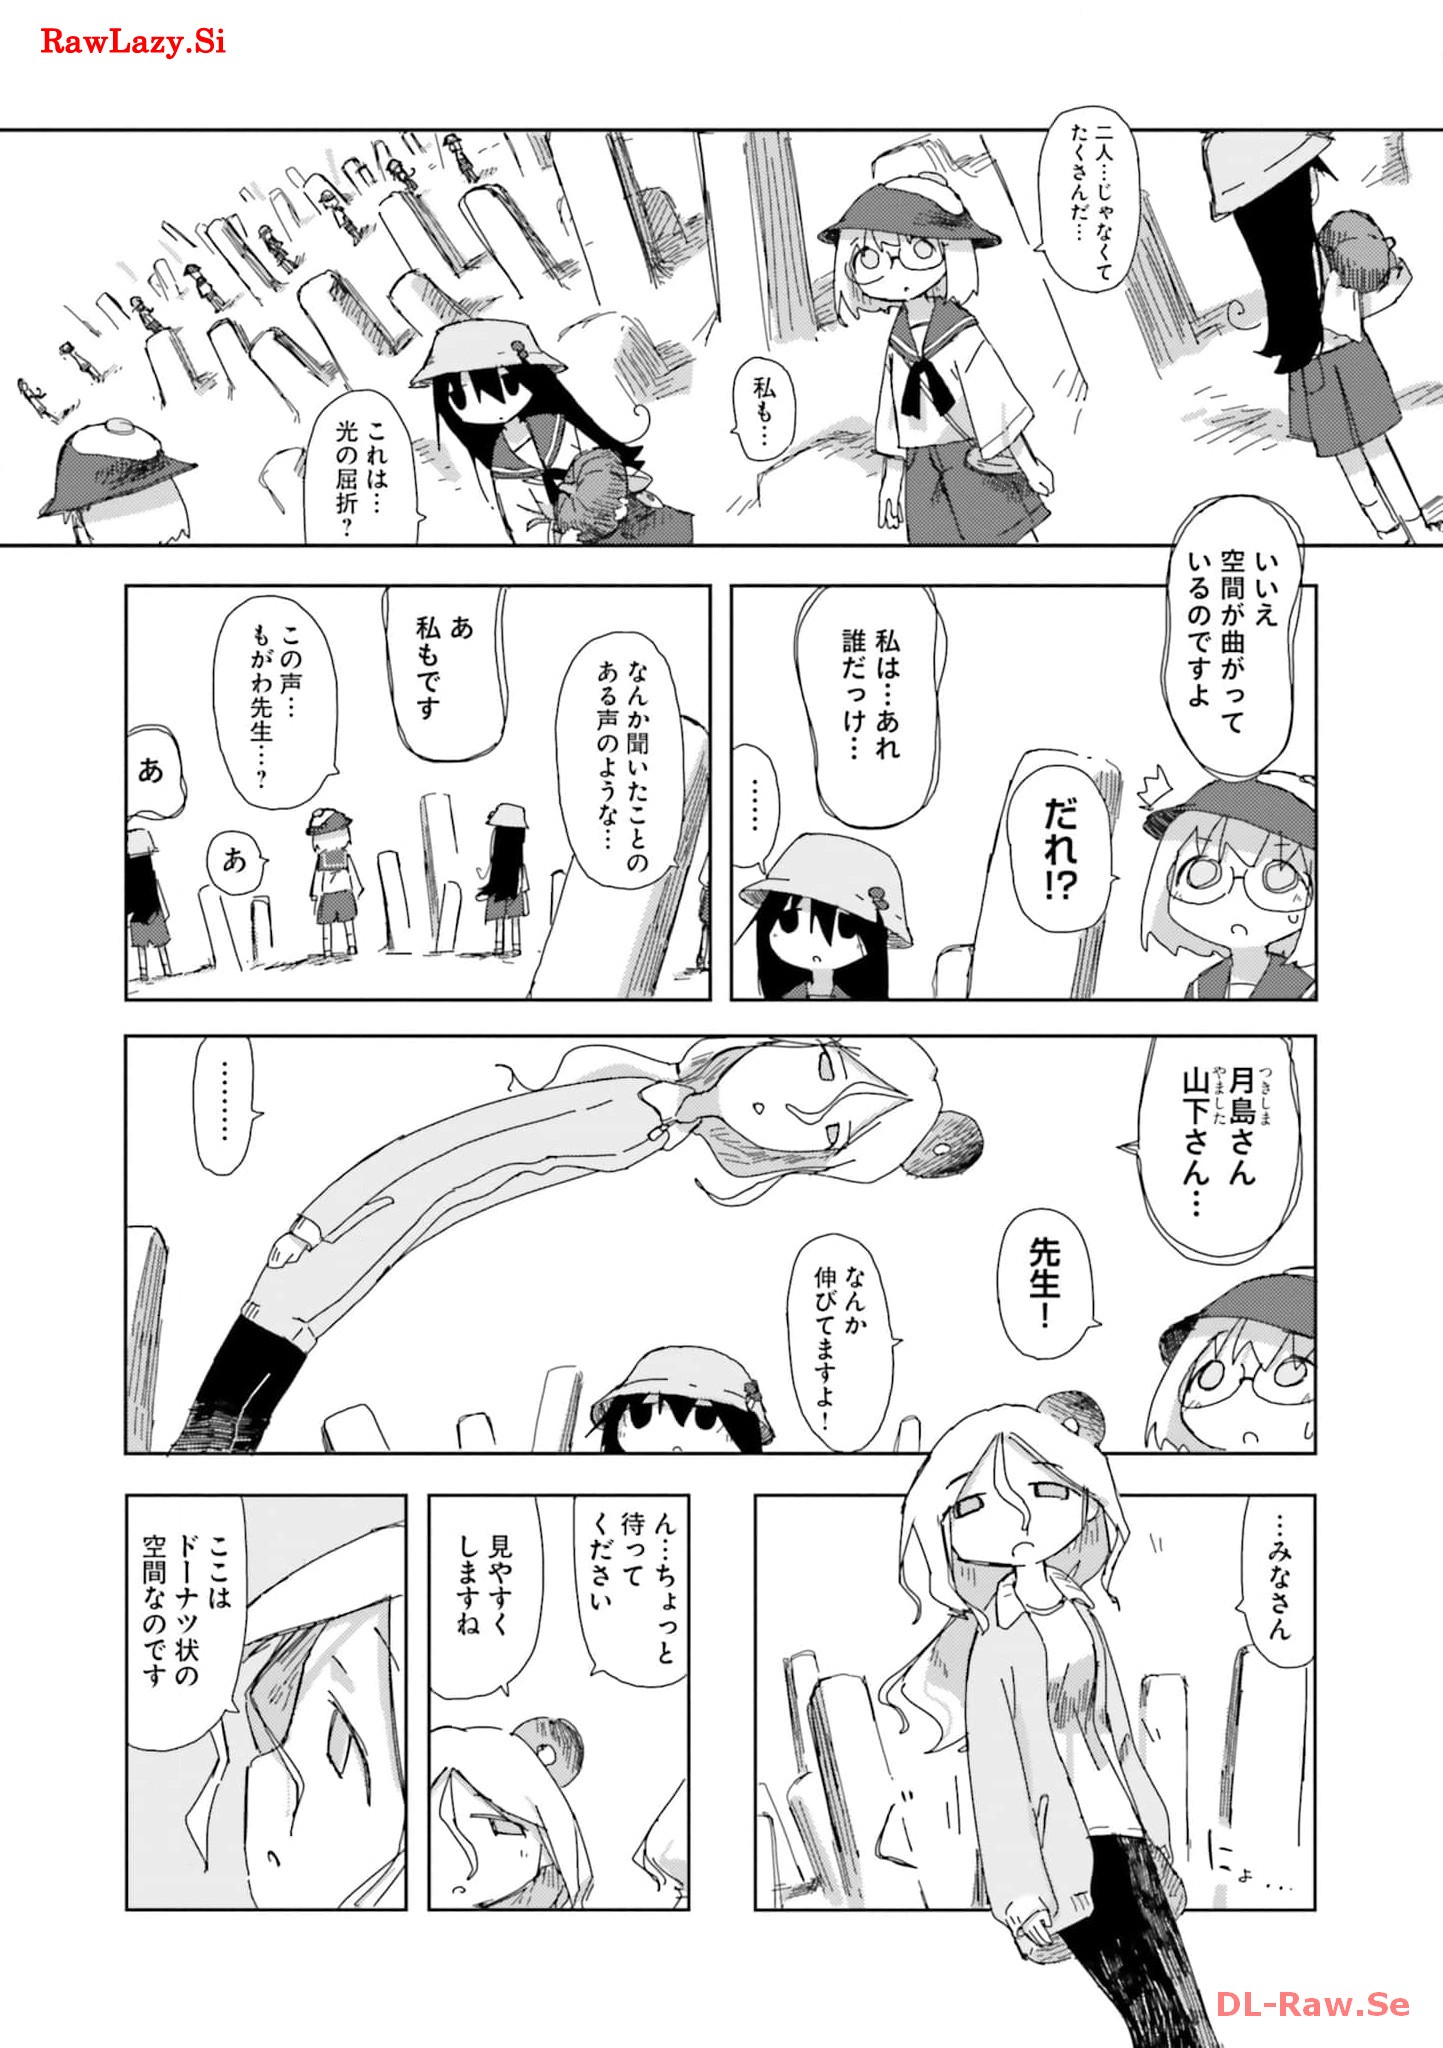 RawLazy.Si
二人…じゃなくて
たくさんだ…
私も…
これは…
光の屈折?
いいえ
空間が曲がって
いるのですよ
だれ!?
私は…あれ
誰だっけ…
……
なんか聞いたことの
ある声のような…
あ
私もです
この声…
もがわ先生…?
あ
あ
月島さん
つきしま
山下さん…
やました
先生!
なんか
伸びてますよ!
………
…みなさん
にょ...
ん…ちょっと
待って
ください
見やすく
しますね
ここは
ドーナツ状の
空間なのです
DL-Raw.Se